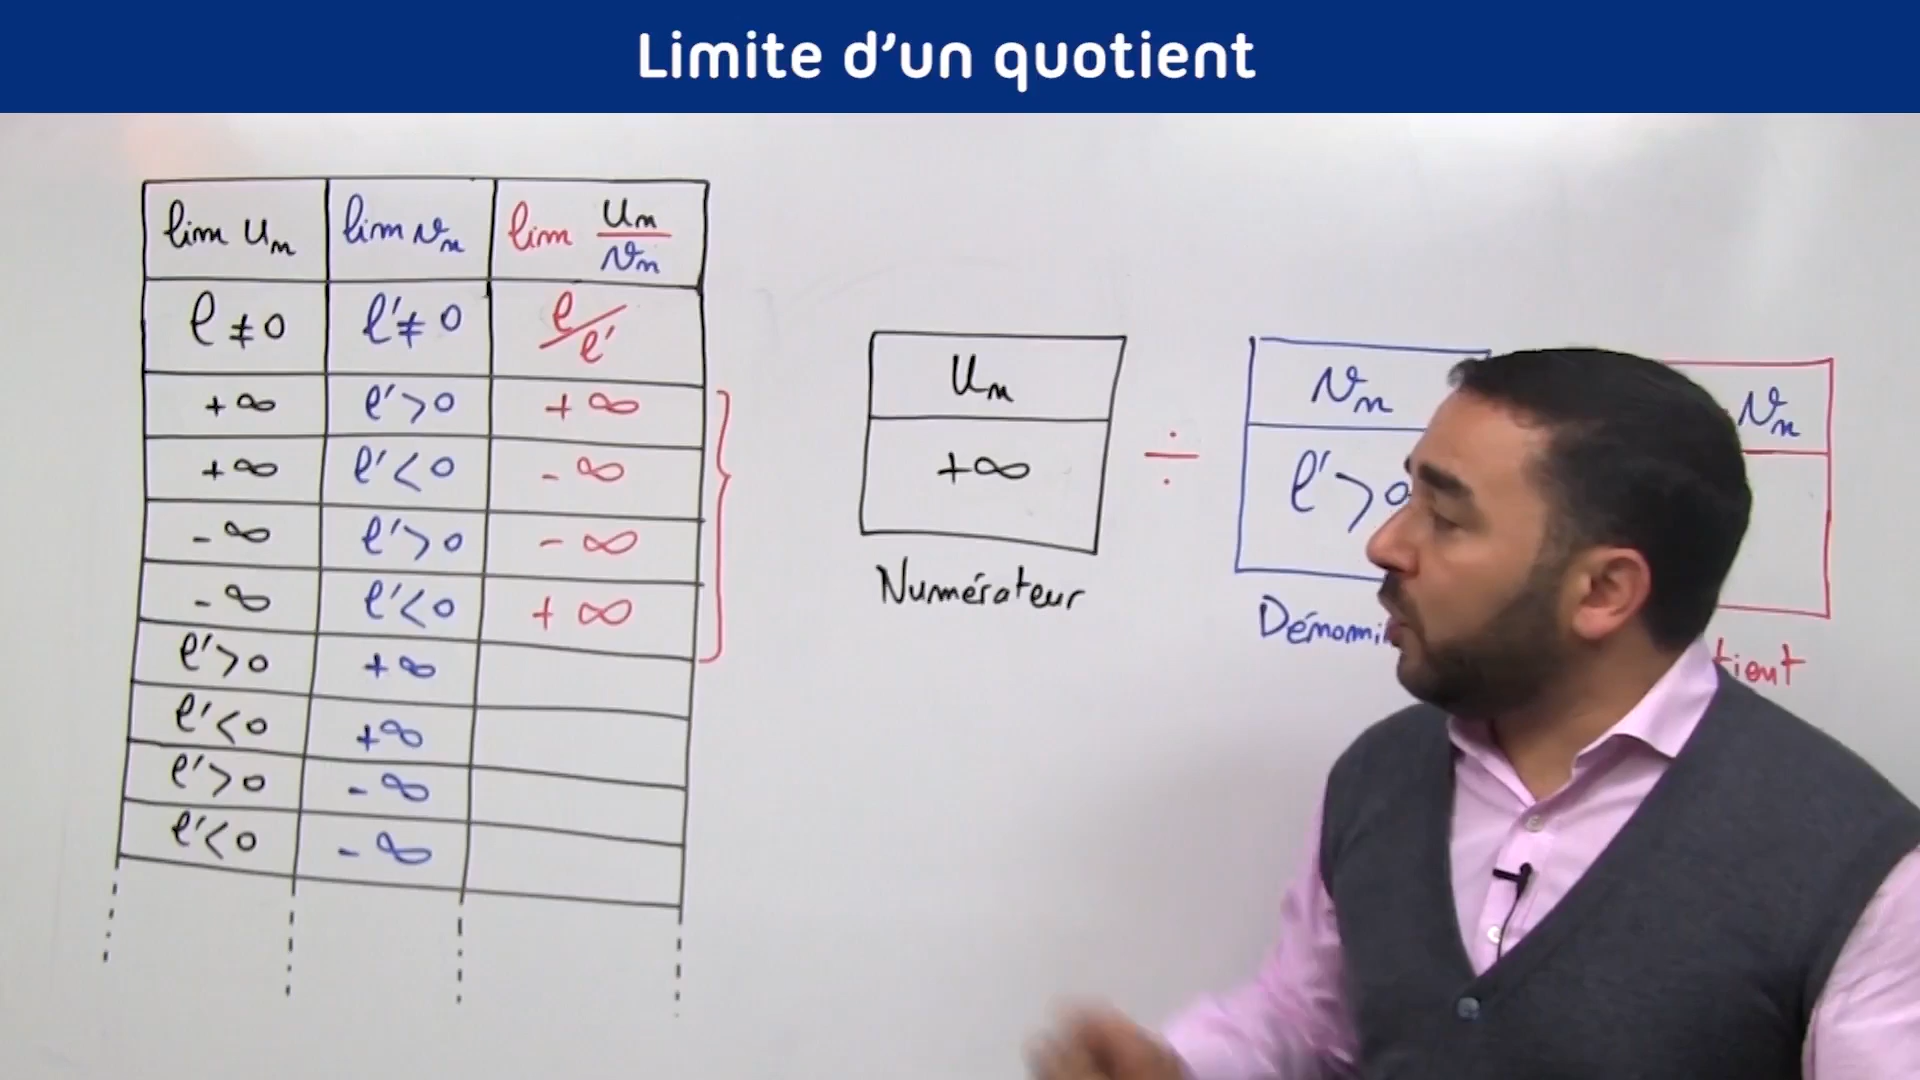 Limite d'un quotient
lim Un | lim Vn | lim Un/Vn
ℓ ≠ 0 | ℓ' ≠ 0 | ℓ/ℓ'
+∞ | ℓ' > 0 | +∞
+∞ | ℓ' < 0 | -∞
-∞ | ℓ' > 0 | -∞
-∞ | ℓ' < 0 | +∞
ℓ' > 0 | +∞
ℓ' < 0 | +∞
ℓ' > 0 | -∞
ℓ' < 0 | -∞
Un
+∞
Numérateur
÷
Vn
ℓ' > 0
Vn